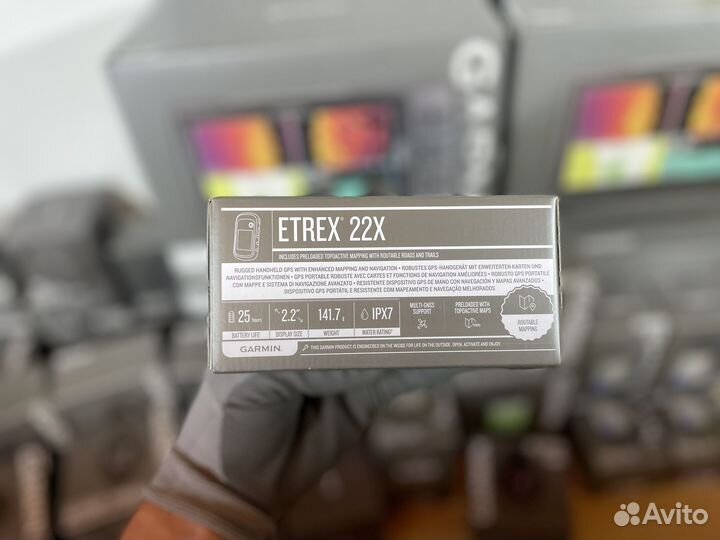 ETREX® 22X
INCLUDES PRELOADED TOPOACTIVE MAPPING WITH ROUTABLE ROADS AND TRAILS
RUGGED HANDHELD GPS WITH ENHANCED MAPPING AND NAVIGATION • ROBUSTES GPS-HANDGERÄT MIT ERWEITERTEN KARTEN UND
NAVIGATIONSFUNKTIONEN • GPS PORTABLE ROBUSTE AVEC CARTES ET FONCTIONS DE NAVIGATION AMÉLIORÉES • ROBUSTO GPS PORTATILE
CON MAPPE E SISTEMA DI NAVIGAZIONE AVANZATO • RESISTENTE DISPOSITIVO GPS DE MANO CON NAVEGACIÓN Y MAPAS AVANZADOS •
DISPOSITIVO GPS PORTÁTIL E RESISTENTE COM MAPEAMENTO E NAVEGAÇÃO MELHORADOS
25 hours
BATTERY LIFE
2.2"
DISPLAY SIZE
141.7 g
WEIGHT
IPX7
WATER RATING
MULTI-GNSS
SUPPORT
PRELOADED WITH
TOPOACTIVE MAPS
ROUTABLE
MAPPING
GARMIN
THIS GARMIN PRODUCT IS ENGINEERED ON THE INSIDE FOR LIFE ON THE OUTSIDE. OPEN, ACTIVATE AND ENJOY.
Avito